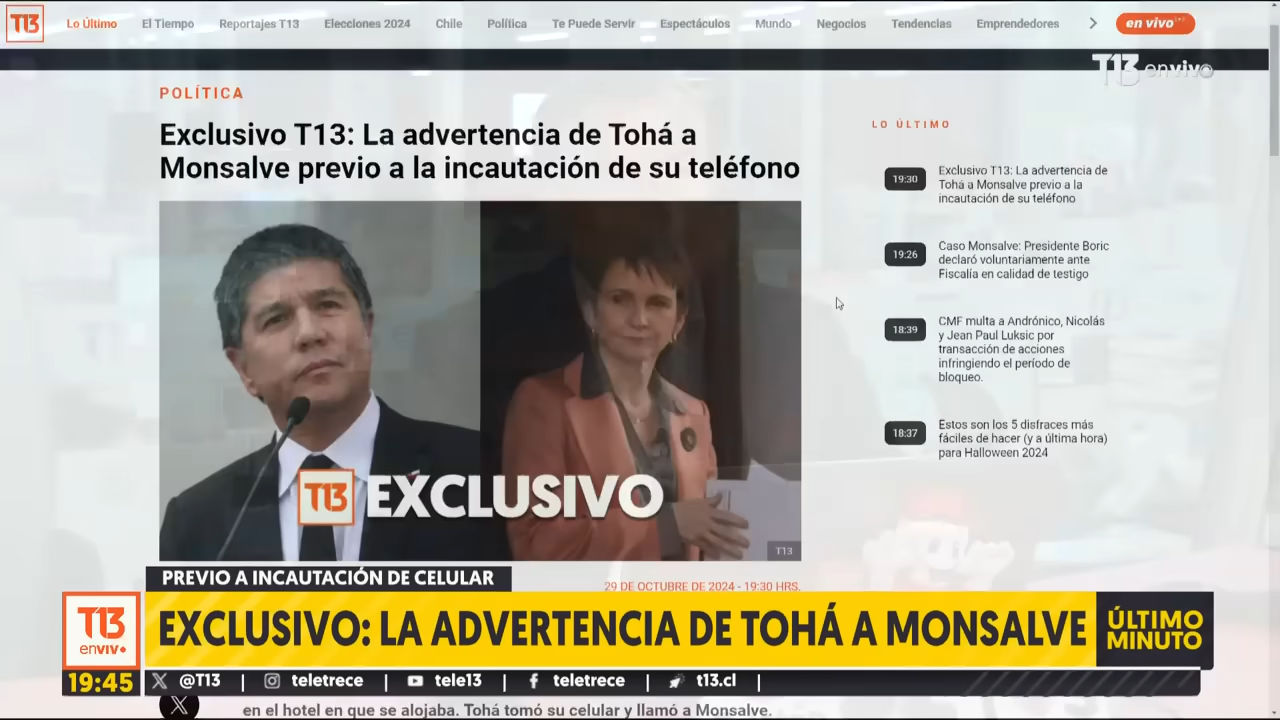 T13
Lo Último
El Tiempo
Reportajes T13
Elecciones 2024
Chile
Política
Te Puede Servir
Espectáculos
Mundo
Negocios
Tendencias
Emprendedores
en vivo
T13 en vivo
POLÍTICA
Exclusivo T13: La advertencia de Tohá a
Monsalve previo a la incautación de su teléfono
LO ÚLTIMO
19:30
Exclusivo T13: La advertencia de
Tohá a Monsalve previo a la
incautación de su teléfono
19:26
Caso Monsalve: Presidente Boric
declaró voluntariamente ante
Fiscalía en calidad de testigo
18:39
CMF multa a Andrónico, Nicolás
y Jean Paul Luksic por
transacción de acciones
infringiendo el período de
bloqueo.
18:37
Estos son los 5 disfraces más
fáciles de hacer (y a última hora)
para Halloween 2024
T13 EXCLUSIVO
T13
29 DE OCTUBRE DE 2024 - 19:30 HRS.
PREVIO A INCAUTACIÓN DE CELULAR
T13
en vivo
EXCLUSIVO: LA ADVERTENCIA DE TOHÁ A MONSALVE
ÚLTIMO
MINUTO
19:45
@T13 | teletrece | tele13 | teletrece | t13.cl |
en el hotel en que se alojaba. Tohá tomó su celular y llamó a Monsalve.